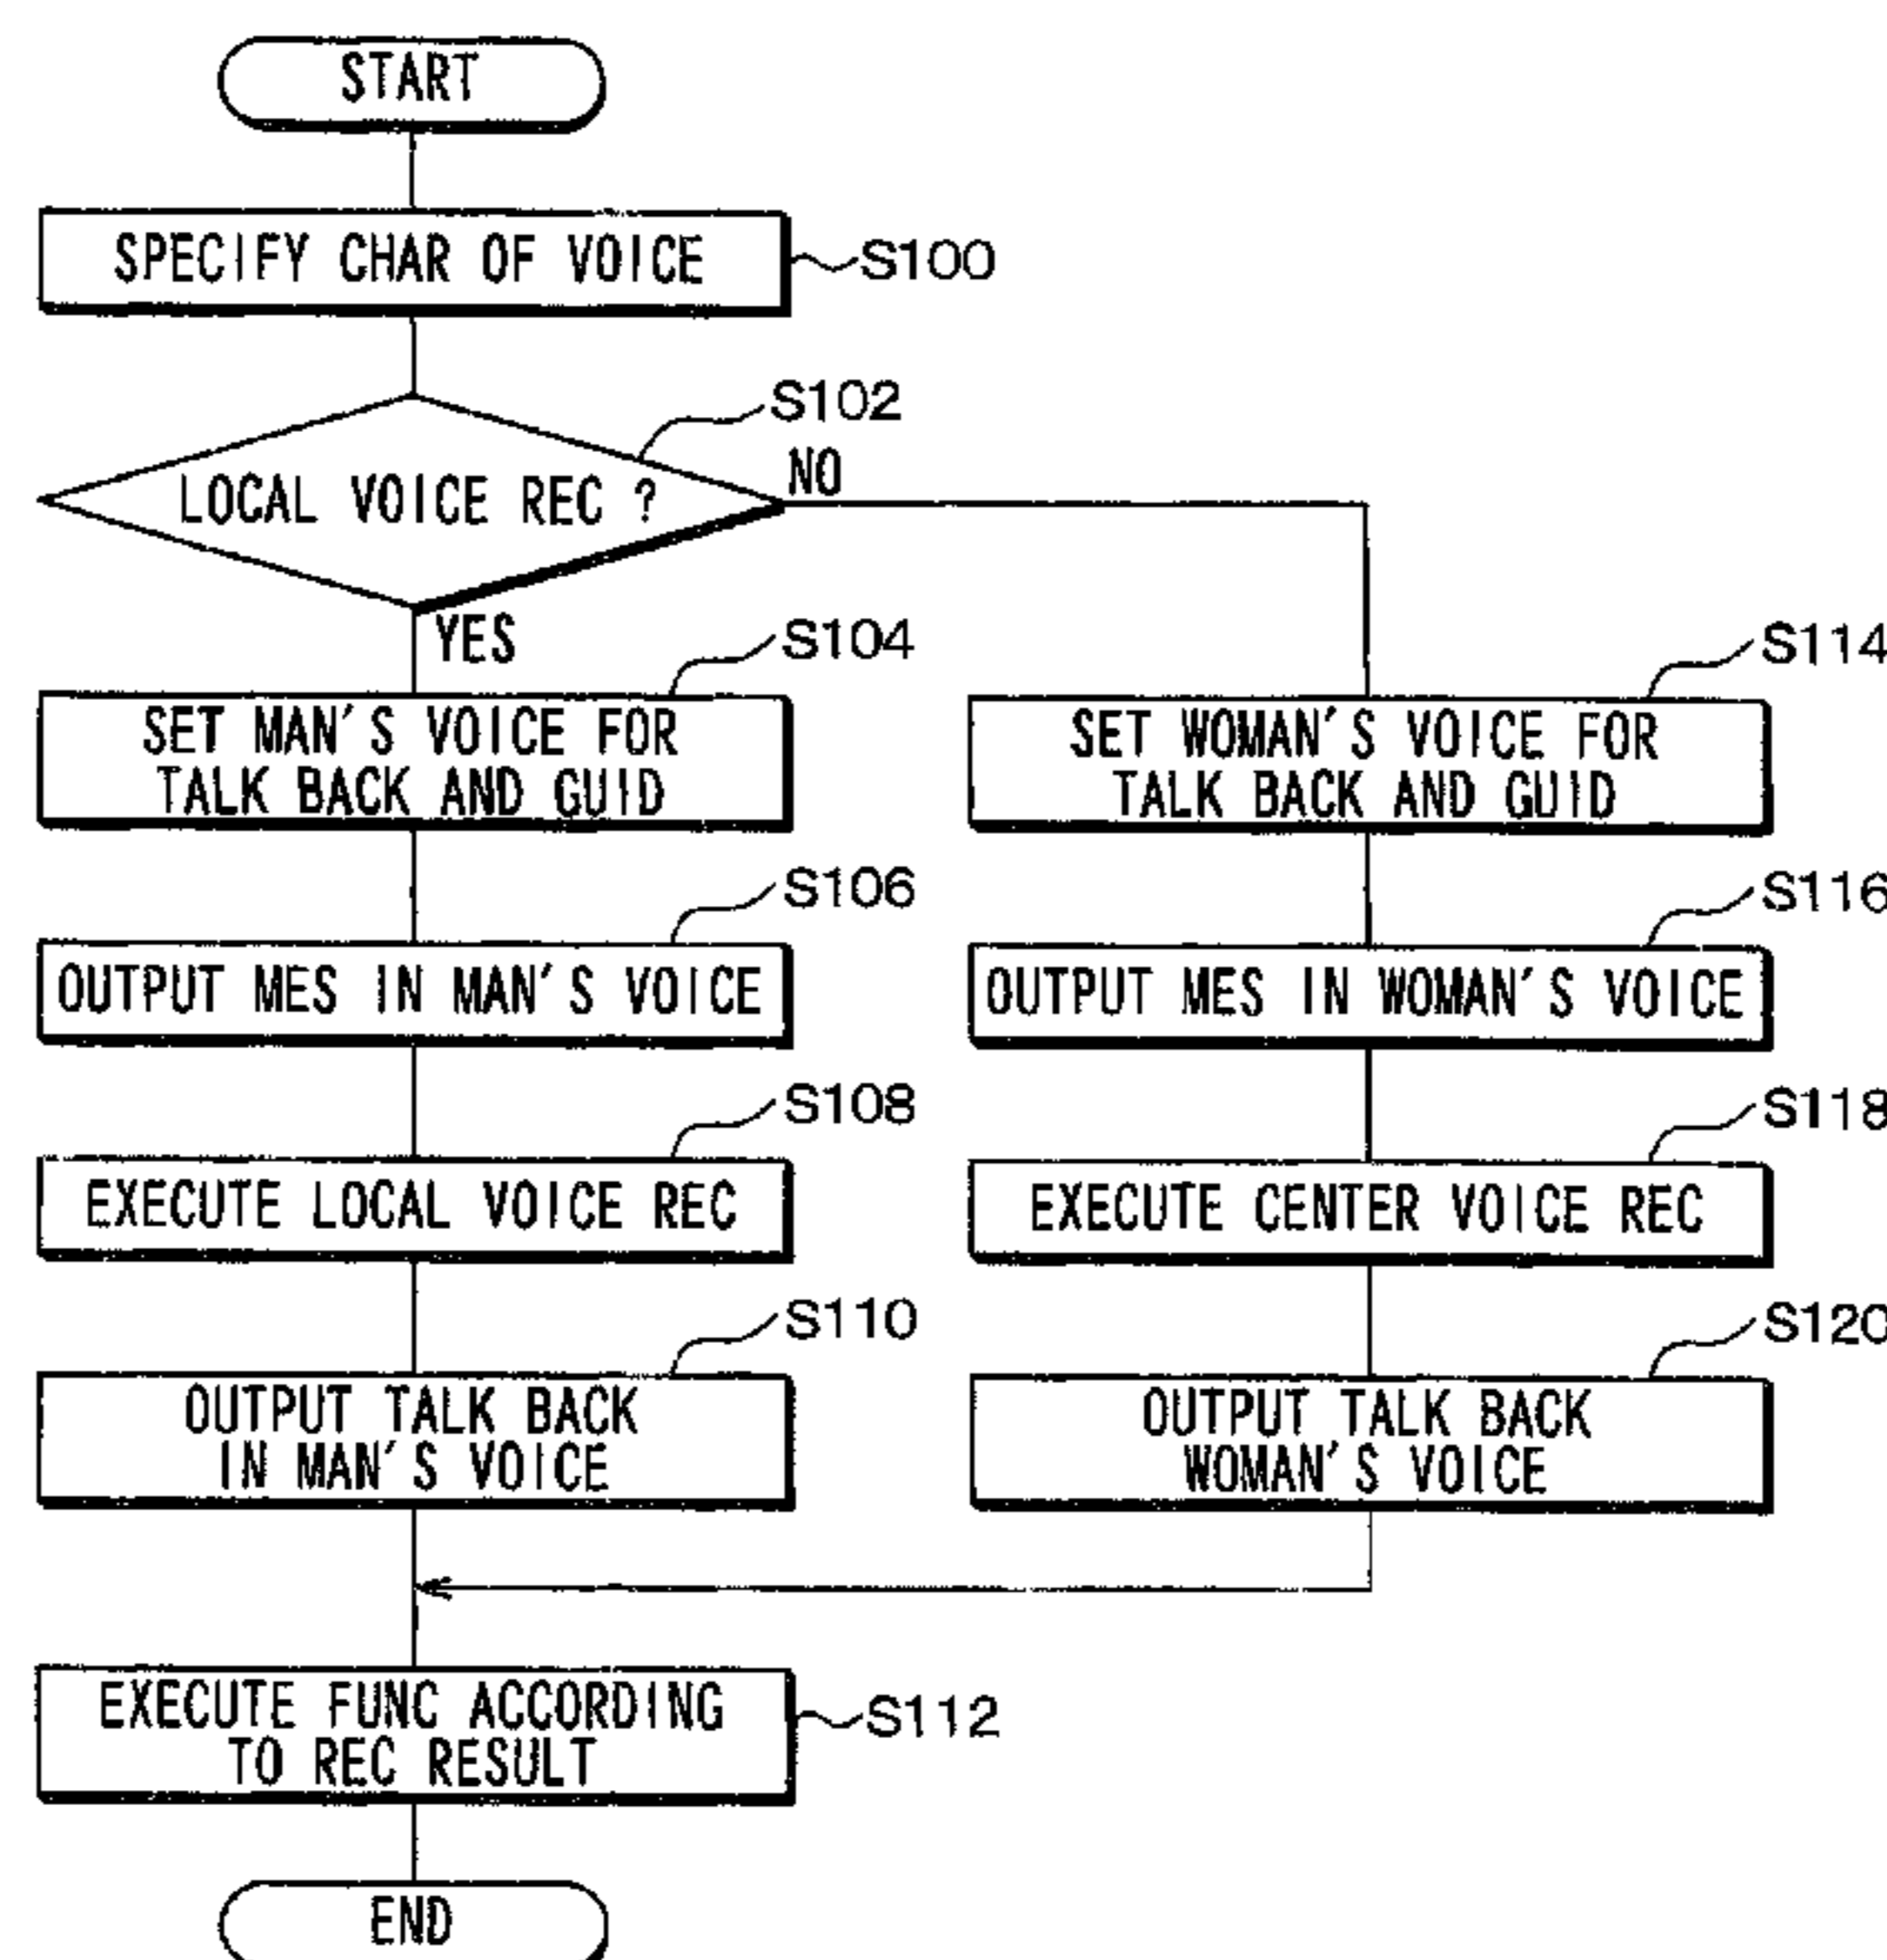 START
SPECIFY CHAR OF VOICE
S100
S102
LOCAL VOICE REC ?
NO
YES
S104
SET MAN'S VOICE FOR
TALK BACK AND GUID
S106
OUTPUT MES IN MAN'S VOICE
S108
EXECUTE LOCAL VOICE REC
S110
OUTPUT TALK BACK
IN MAN'S VOICE
S114
SET WOMAN'S VOICE FOR
TALK BACK AND GUID
S116
OUTPUT MES IN WOMAN'S VOICE
S118
EXECUTE CENTER VOICE REC
S120
OUTPUT TALK BACK
WOMAN'S VOICE
EXECUTE FUNC ACCORDING
TO REC RESULT
S112
END